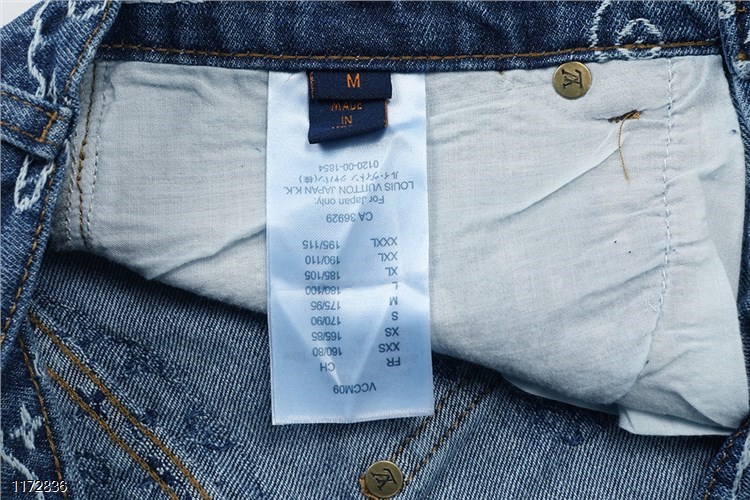 M
MADE
IN
VCCM09
FR CH
XXS 160/80
XS 165/85
S 170/90
M 175/95
L 180/100
XL 185/105
XXL 190/110
XXXL 195/115
CA 36929
For Japan only:
LOUIS VUITTON JAPAN K.K.
ルイ・ヴィトン ジャパン(株)
0120-00-1854
LV
LV
1172836